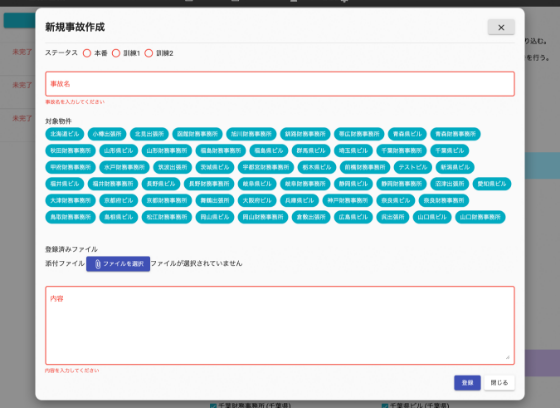 新規事故作成
ステータス 本番 訓練1 訓練2
り込む。
を行う。
未完了
未完了
未完了
事故名
事故名を入力してください
対象物件
北海道ビル 小樽出張所 北見出張所 函館財務事務所 旭川財務事務所 釧路財務事務所 帯広財務事務所 青森県ビル 青森財務事務所
秋田財務事務所 山形県ビル 山形財務事務所 福島財務事務所 福島県ビル 群馬県ビル 埼玉県ビル 千葉財務事務所 千葉県ビル
甲府財務事務所 水戸財務事務所 筑波出張所 茨城県ビル 宇都宮財務事務所 栃木県ビル 前橋財務事務所 テストビル 新潟県ビル
福井県ビル 福井財務事務所 長野県ビル 長野財務事務所 岐阜県ビル 岐阜財務事務所 静岡県ビル 静岡財務事務所 沼津出張所 愛知県ビル
大津財務事務所 京都府ビル 京都財務事務所 舞鶴出張所 大阪府ビル 兵庫県ビル 神戸財務事務所 奈良県ビル 奈良財務事務所
鳥取財務事務所 島根県ビル 松江財務事務所 岡山県ビル 岡山財務事務所 倉敷出張所 広島県ビル 呉出張所 山口県ビル 山口財務事務所
登録済みファイル
添付ファイル ファイルを選択 ファイルが選択されていません
内容
内容を入力してください
登録 閉じる
千葉財務事務所 (千葉県) 千葉県ビル (千葉県)